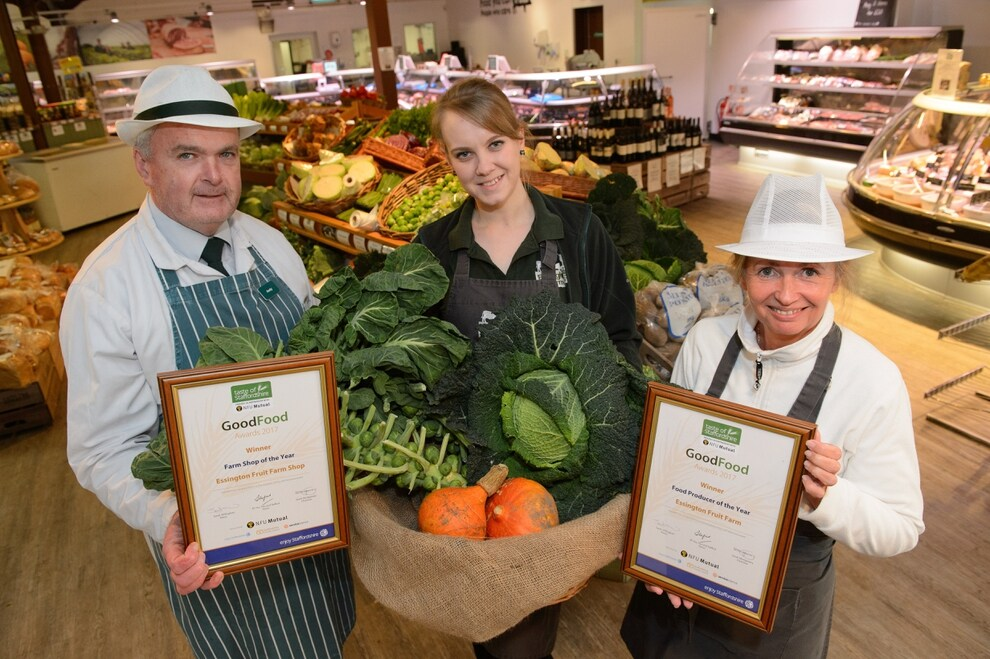 taste of
Staffordshire
NFU Mutual
GoodFood
Awards 2017
Winner
Farm Shop of the Year
Essington Fruit Farm Shop
NFU Mutual
enjoy Staffordshire
taste of
Staffordshire
NFU Mutual
GoodFood
Awards 2017
Winner
Food Producer of the Year
Essington Fruit Farm
NFU Mutual
enjoy Staffordshire